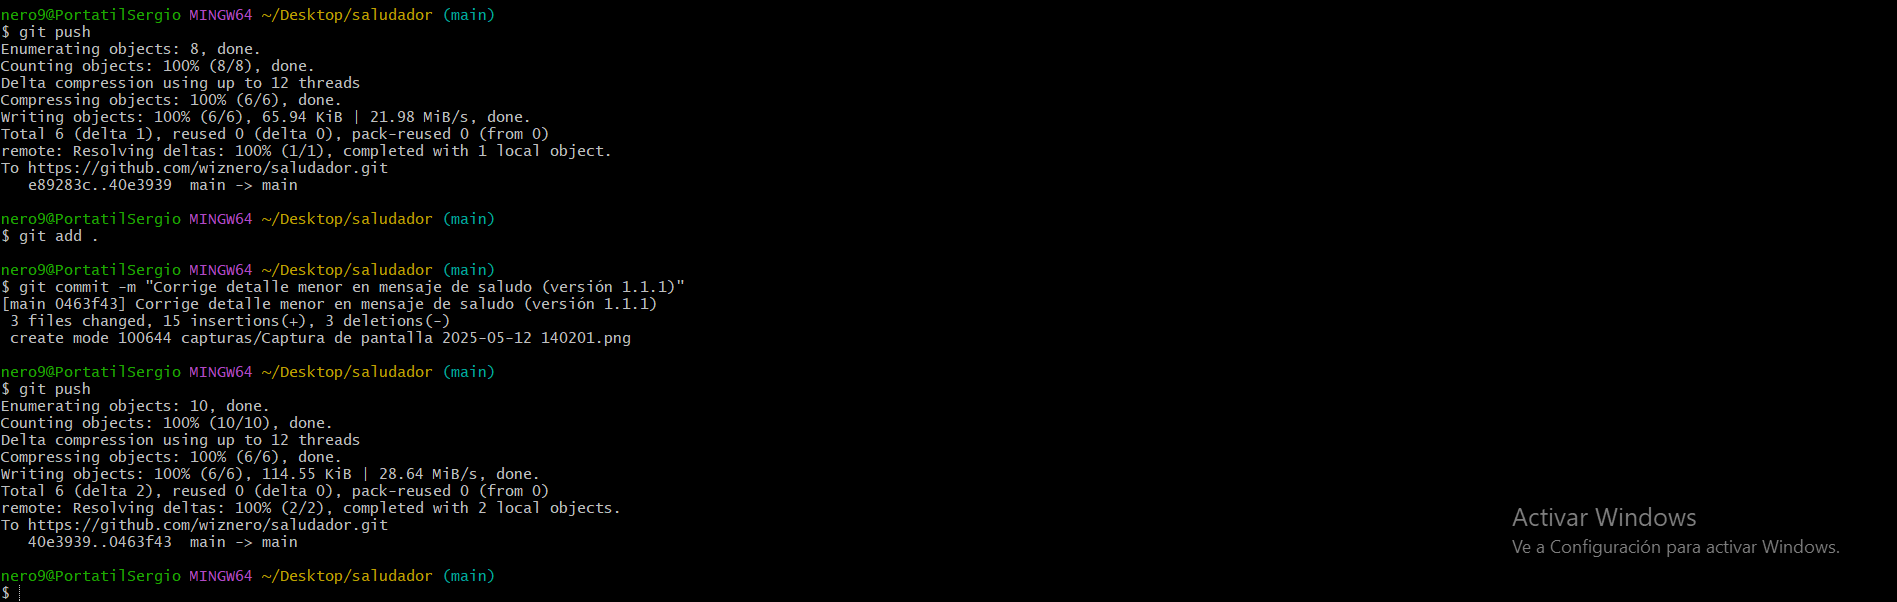 nero9@PortatilSergio MINGW64 ~/Desktop/saludador (main)
$ git push
Enumerating objects: 8, done.
Counting objects: 100% (8/8), done.
Delta compression using up to 12 threads
Compressing objects: 100% (6/6), done.
Writing objects: 100% (6/6), 65.94 KiB | 21.98 MiB/s, done.
Total 6 (delta 1), reused 0 (delta 0), pack-reused 0 (from 0)
remote: Resolving deltas: 100% (1/1), completed with 1 local object.
To https://github.com/wiznero/saludador.git
   e89283c..40e3939  main -> main
nero9@PortatilSergio MINGW64 ~/Desktop/saludador (main)
$ git add .
nero9@PortatilSergio MINGW64 ~/Desktop/saludador (main)
$ git commit -m "Corrige detalle menor en mensaje de saludo (versión 1.1.1)"
[main 0463f43] Corrige detalle menor en mensaje de saludo (versión 1.1.1)
 3 files changed, 15 insertions(+), 3 deletions(-)
 create mode 100644 capturas/Captura de pantalla 2025-05-12 140201.png
nero9@PortatilSergio MINGW64 ~/Desktop/saludador (main)
$ git push
Enumerating objects: 10, done.
Counting objects: 100% (10/10), done.
Delta compression using up to 12 threads
Compressing objects: 100% (6/6), done.
Writing objects: 100% (6/6), 114.55 KiB | 28.64 MiB/s, done.
Total 6 (delta 2), reused 0 (delta 0), pack-reused 0 (from 0)
remote: Resolving deltas: 100% (2/2), completed with 2 local objects.
To https://github.com/wiznero/saludador.git
   40e3939..0463f43  main -> main
nero9@PortatilSergio MINGW64 ~/Desktop/saludador (main)
$
Activar Windows
Ve a Configuración para activar Windows.